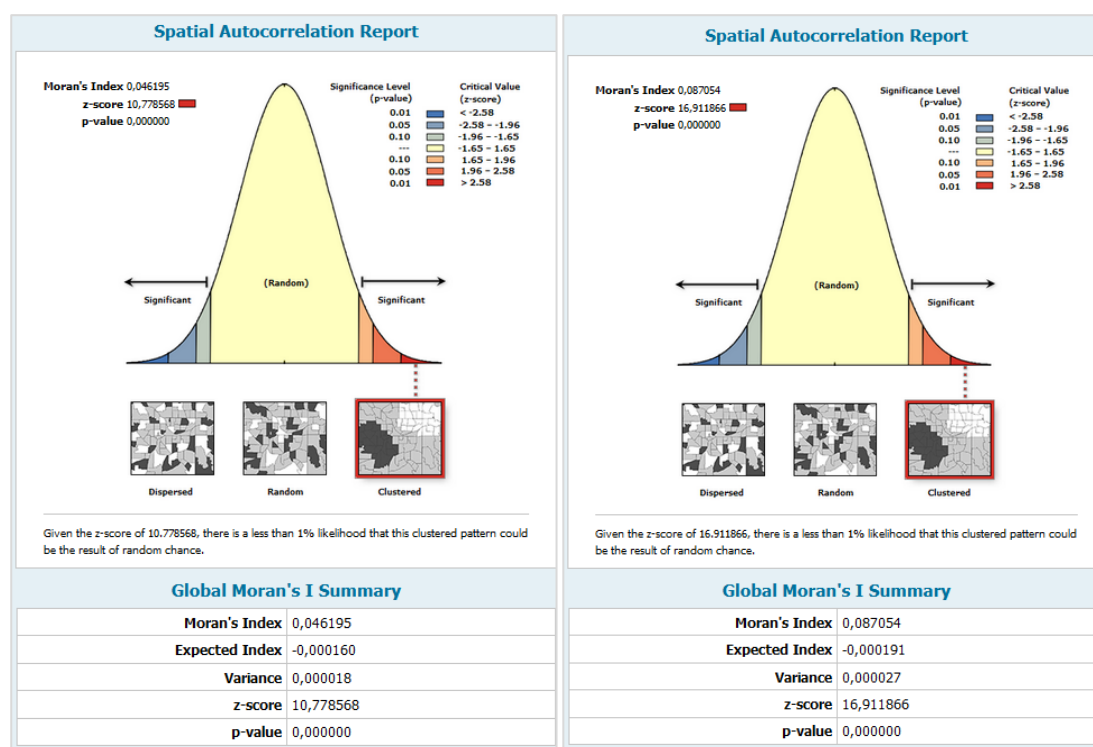 Spatial Autocorrelation Report
Moran's Index 0,046195
z-score 10,778568
p-value 0,000000
Significance Level (p-value)
Critical Value (z-score)
0.01 < -2.58
0.05 -2.58 - -1.96
0.10 -1.96 - -1.65
--- -1.65 - 1.65
0.10 1.65 - 1.96
0.05 1.96 - 2.58
0.01 > 2.58
(Random)
Significant
Significant
Dispersed
Random
Clustered
Given the z-score of 10.778568, there is a less than 1% likelihood that this clustered pattern could
be the result of random chance.
Global Moran's I Summary
Moran's Index 0,046195
Expected Index -0,000160
Variance 0,000018
z-score 10,778568
p-value 0,000000
Spatial Autocorrelation Report
Moran's Index 0,087054
z-score 16,911866
p-value 0,000000
Significance Level (p-value)
Critical Value (z-score)
0.01 < -2.58
0.05 -2.58 - -1.96
0.10 -1.96 - -1.65
--- -1.65 - 1.65
0.10 1.65 - 1.96
0.05 1.96 - 2.58
0.01 > 2.58
(Random)
Significant
Significant
Dispersed
Random
Clustered
Given the z-score of 16.911866, there is a less than 1% likelihood that this clustered pattern could
be the result of random chance.
Global Moran's I Summary
Moran's Index 0,087054
Expected Index -0,000191
Variance 0,000027
z-score 16,911866
p-value 0,000000